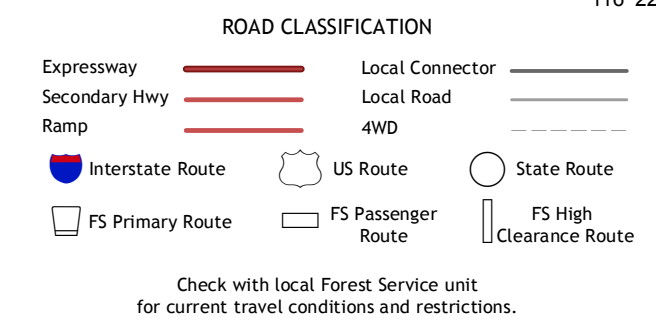 ROAD CLASSIFICATION
Expressway
Local Connector
Secondary Hwy
Local Road
Ramp
4WD
Interstate Route
US Route
State Route
FS Primary Route
FS Passenger
Route
FS High
Clearance Route
Check with local Forest Service unit
for current travel conditions and restrictions.